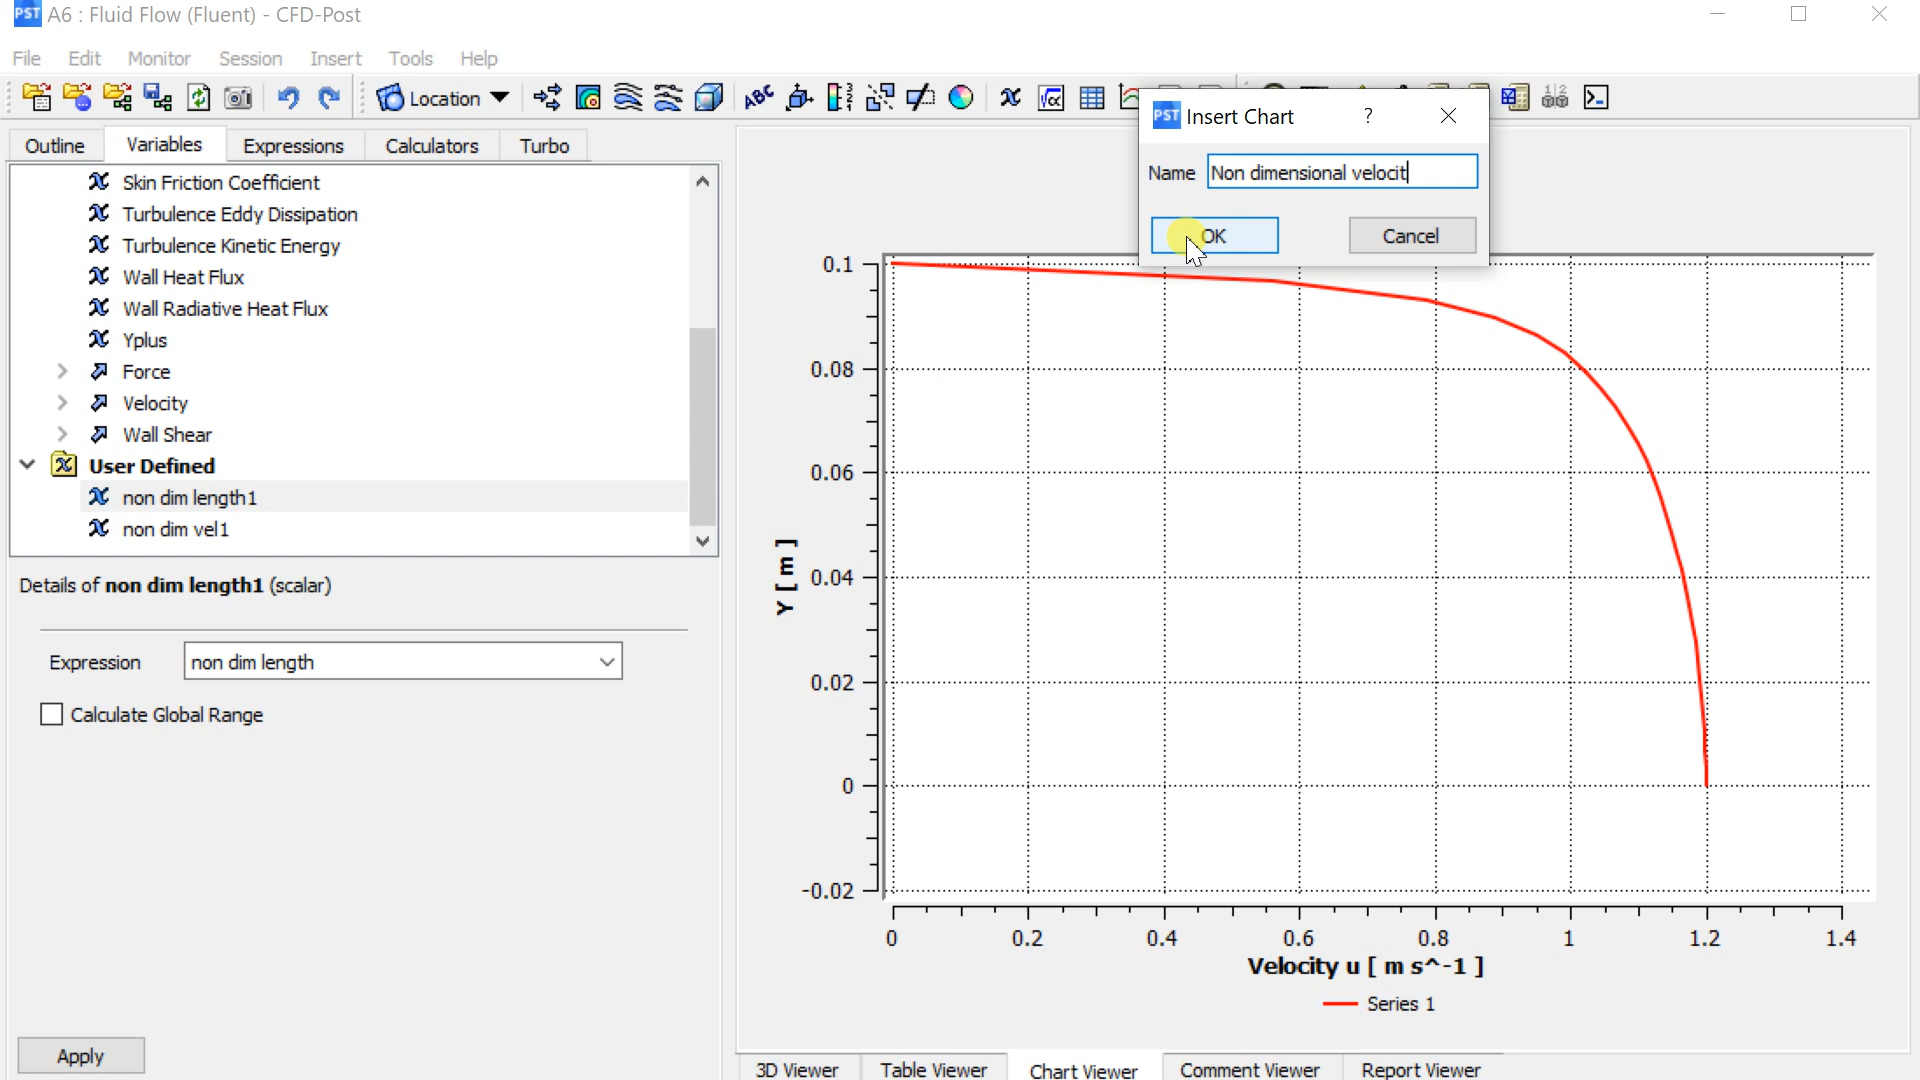 PST A6 : Fluid Flow (Fluent) - CFD-Post
File Edit Monitor Session Insert Tools Help
Location
ABC
Outline Variables Expressions Calculators Turbo
Skin Friction Coefficient
Turbulence Eddy Dissipation
Turbulence Kinetic Energy
Wall Heat Flux
Wall Radiative Heat Flux
Yplus
Force
Velocity
Wall Shear
User Defined
non dim length1
non dim vel1
Details of non dim length1 (scalar)
Expression non dim length
Calculate Global Range
Apply
PST Insert Chart ?
Name Non dimensional velocit
OK Cancel
0.1
0.08
0.06
0.04
0.02
0
-0.02
Y [ m ]
0 0.2 0.4 0.6 0.8 1 1.2 1.4
Velocity u [ m s^-1 ]
Series 1
3D Viewer Table Viewer Chart Viewer Comment Viewer Report Viewer